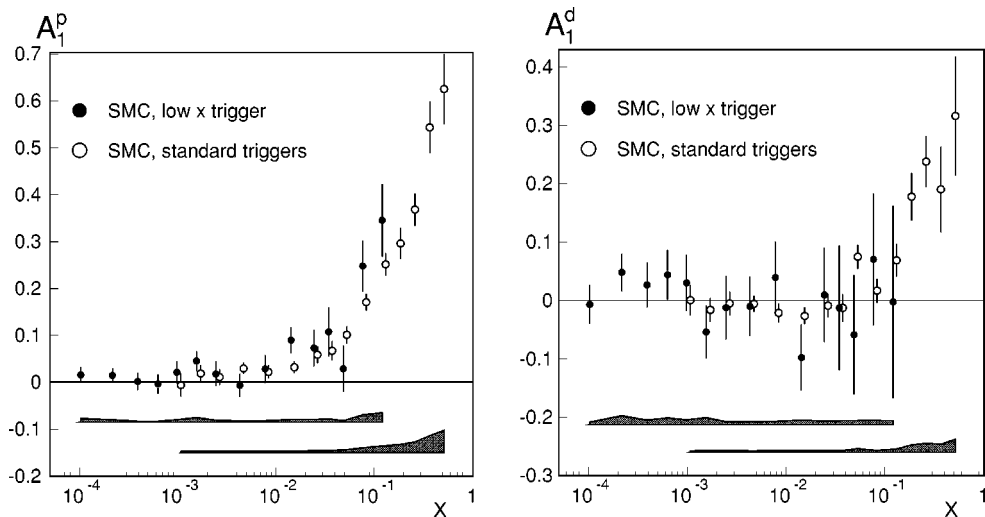 A₁ᵖ
0.7
0.6
0.5
0.4
0.3
0.2
0.1
0
-0.1
-0.2
SMC, low x trigger
SMC, standard triggers
10⁻⁴ 10⁻³ 10⁻² 10⁻¹ 1
X
A₁ᵈ
0.4
0.3
0.2
0.1
0
-0.1
-0.2
-0.3
SMC, low x trigger
SMC, standard triggers
10⁻⁴ 10⁻³ 10⁻² 10⁻¹ 1
X